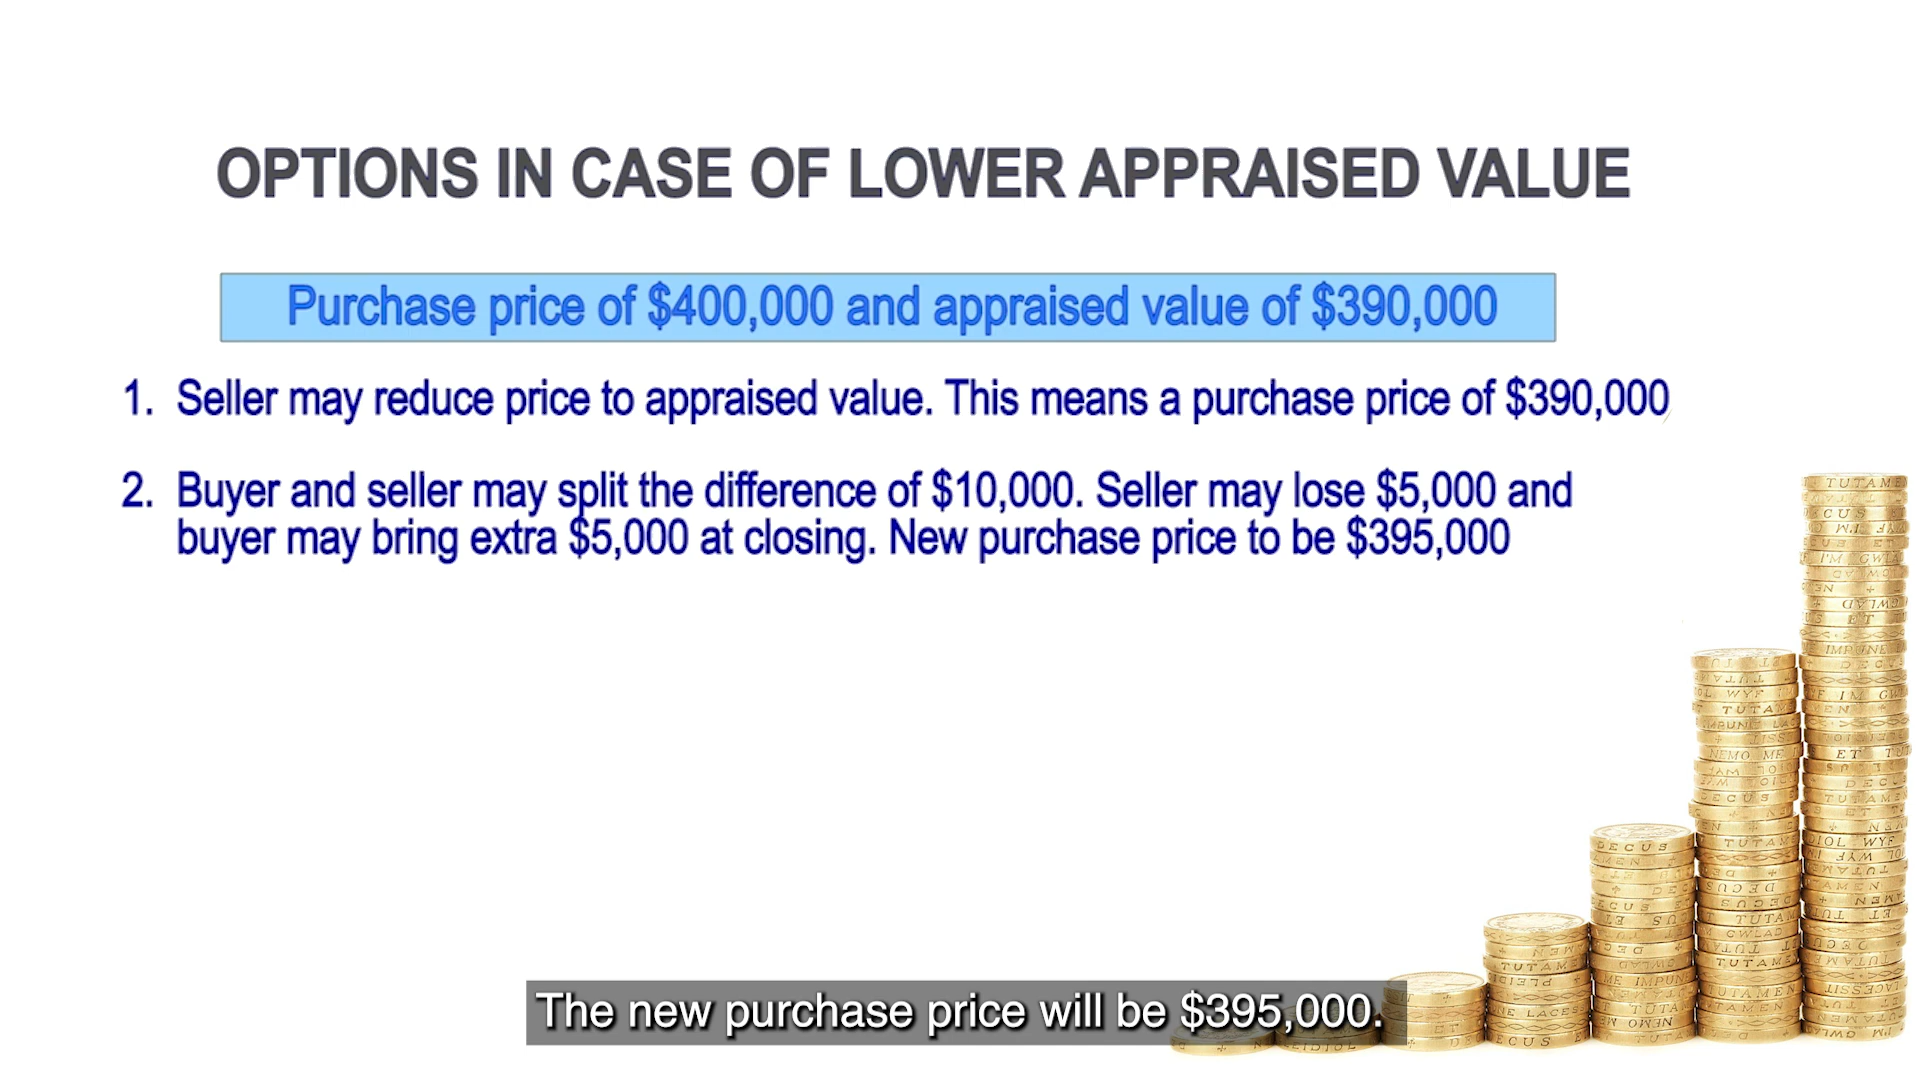 OPTIONS IN CASE OF LOWER APPRAISED VALUE
Purchase price of $400,000 and appraised value of $390,000
1. Seller may reduce price to appraised value. This means a purchase price of $390,000
2. Buyer and seller may split the difference of $10,000. Seller may lose $5,000 and
buyer may bring extra $5,000 at closing. New purchase price to be $395,000
The new purchase price will be $395,000.